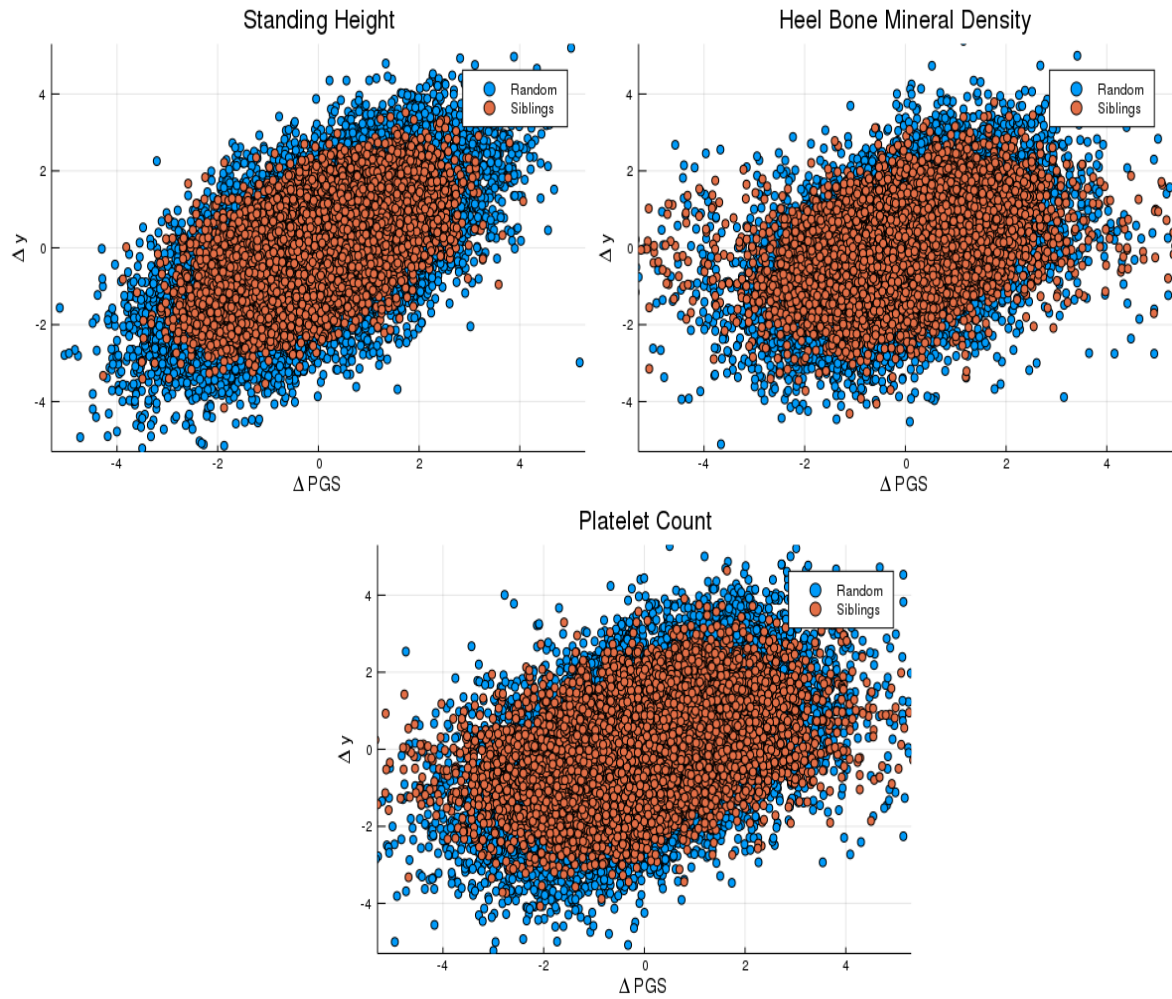 Standing Height
4
2
0
-2
-4
Δ y
Random
Siblings
-4 -2 0 2 4
Δ PGS
Heel Bone Mineral Density
4
2
0
-2
-4
Δ y
Random
Siblings
-4 -2 0 2 4
Δ PGS
Platelet Count
4
2
0
-2
-4
Δ y
Random
Siblings
-4 -2 0 2 4
Δ PGS